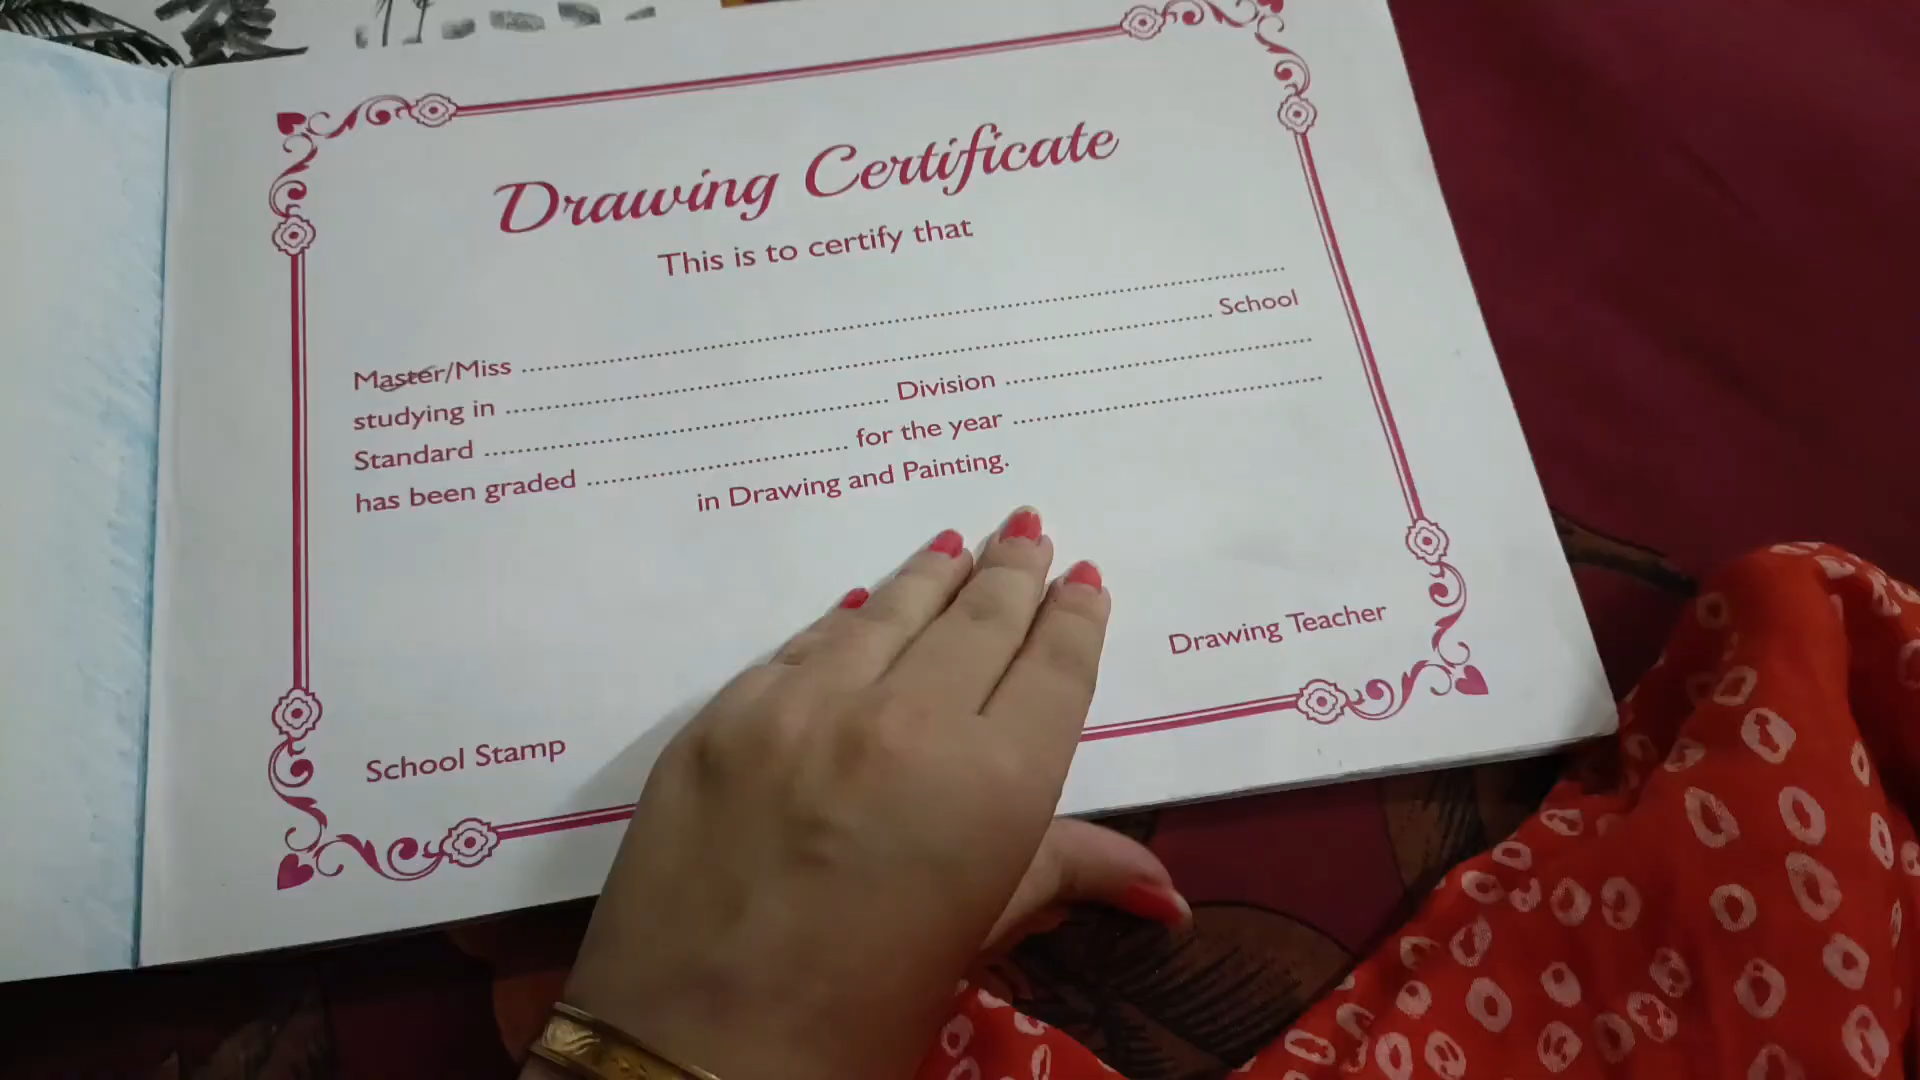 Drawing Certificate
This is to certify that
Master/Miss ........................................................................
studying in ........................................................................ School
Standard ........................................ Division ........................................
has been graded ........................................ for the year ........................................
in Drawing and Painting.
School Stamp
Drawing Teacher